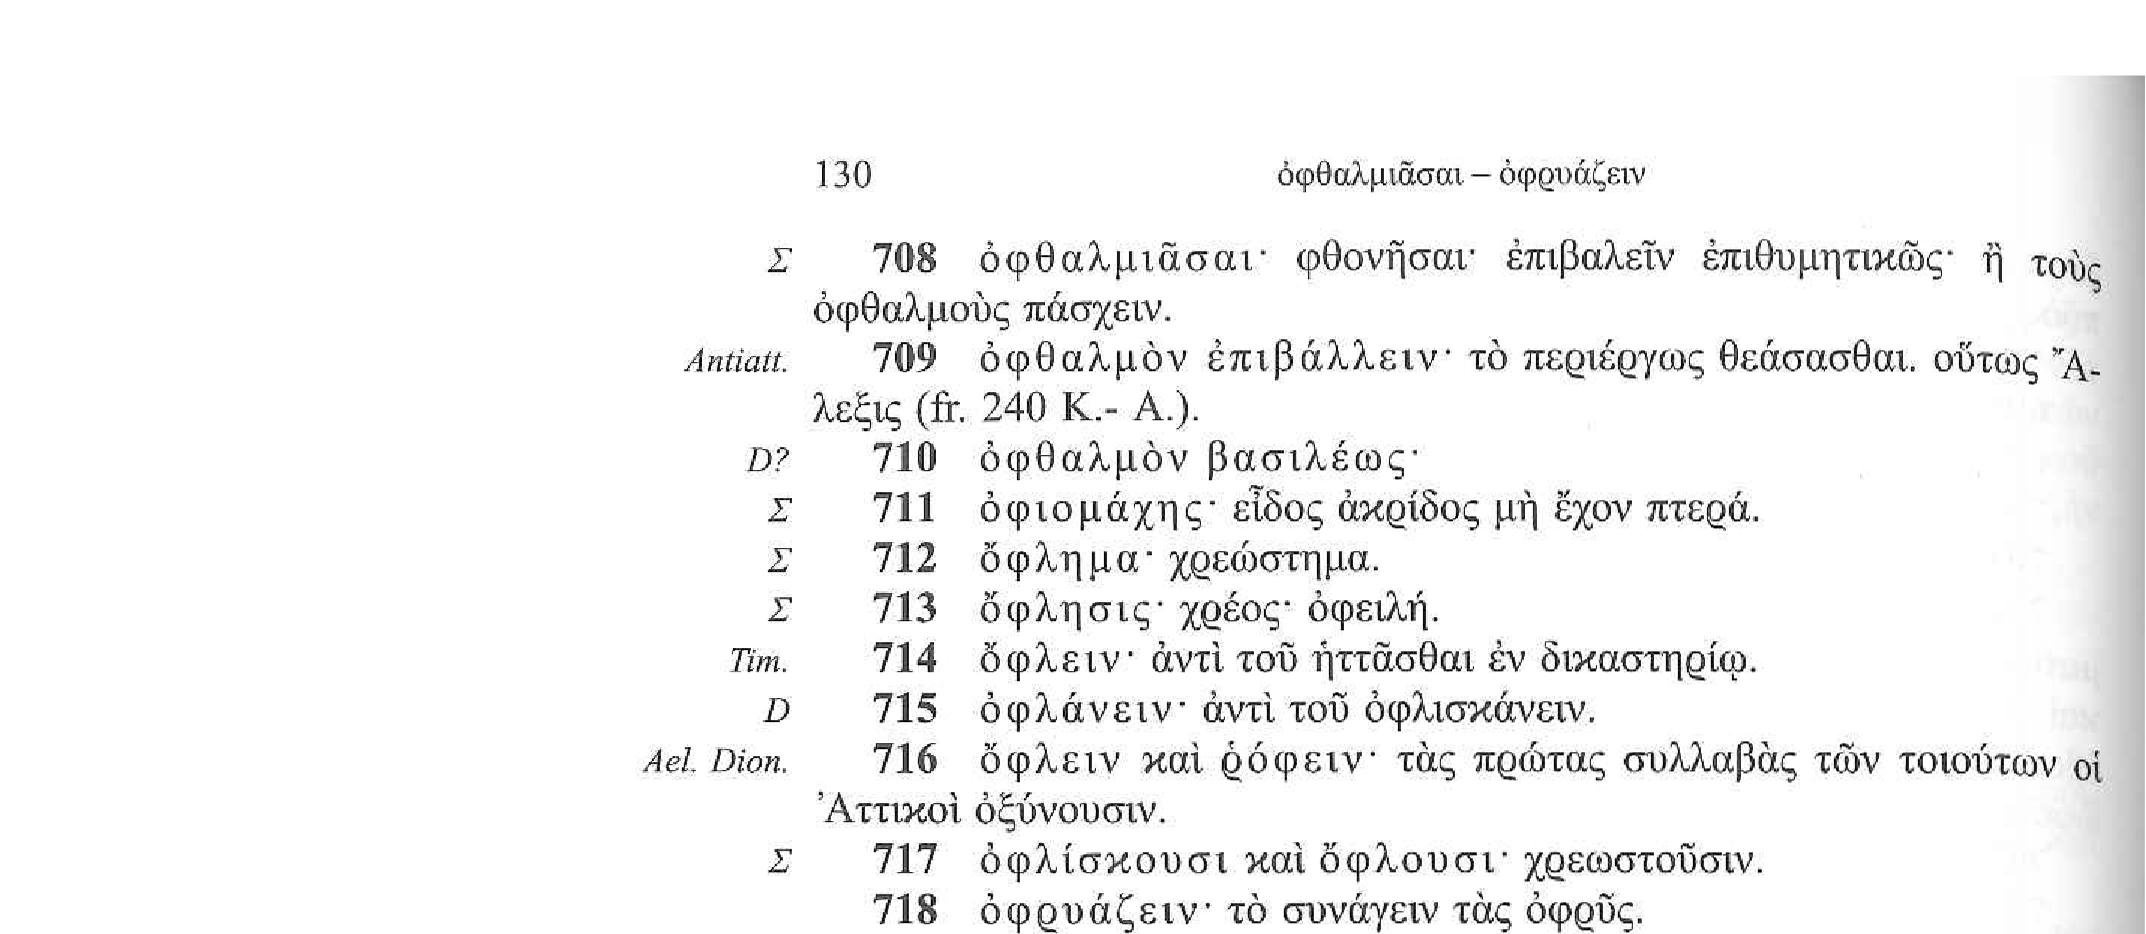 130 ὀφθαλμιᾶσαι – ὀφρυάζειν
Σ 708 ὀφθαλμιᾶσαι· φθονῆσαι· ἐπιβαλεῖν ἐπιθυμητικῶς· ἢ τοὺς
ὀφθαλμοὺς πάσχειν.
Antiatt. 709 ὀφθαλμὸν ἐπιβάλλειν· τὸ περιέργως θεάσασθαι. οὕτως Ἄ-
λεξις (fr. 240 K.- A.).
D? 710 ὀφθαλμὸν βασιλέως·
Σ 711 ὀφιομάχης· εἶδος ἀκρίδος μὴ ἔχον πτερά.
Σ 712 ὄφλημα· χρεώστημα.
Σ 713 ὄφλησις· χρέος· ὀφειλή.
Tim. 714 ὄφλειν· ἀντὶ τοῦ ἡττᾶσθαι ἐν δικαστηρίῳ.
D 715 ὀφλάνειν· ἀντὶ τοῦ ὀφλισκάνειν.
Ael. Dion. 716 ὄφλειν καὶ ῥόφειν· τὰς πρώτας συλλαβὰς τῶν τοιούτων οἱ
Ἀττικοὶ ὀξύνουσιν.
Σ 717 ὀφλίσκουσι καὶ ὄφλουσι· χρεωστοῦσιν.
718 ὀφρυάζειν· τὸ συνάγειν τὰς ὀφρῦς.